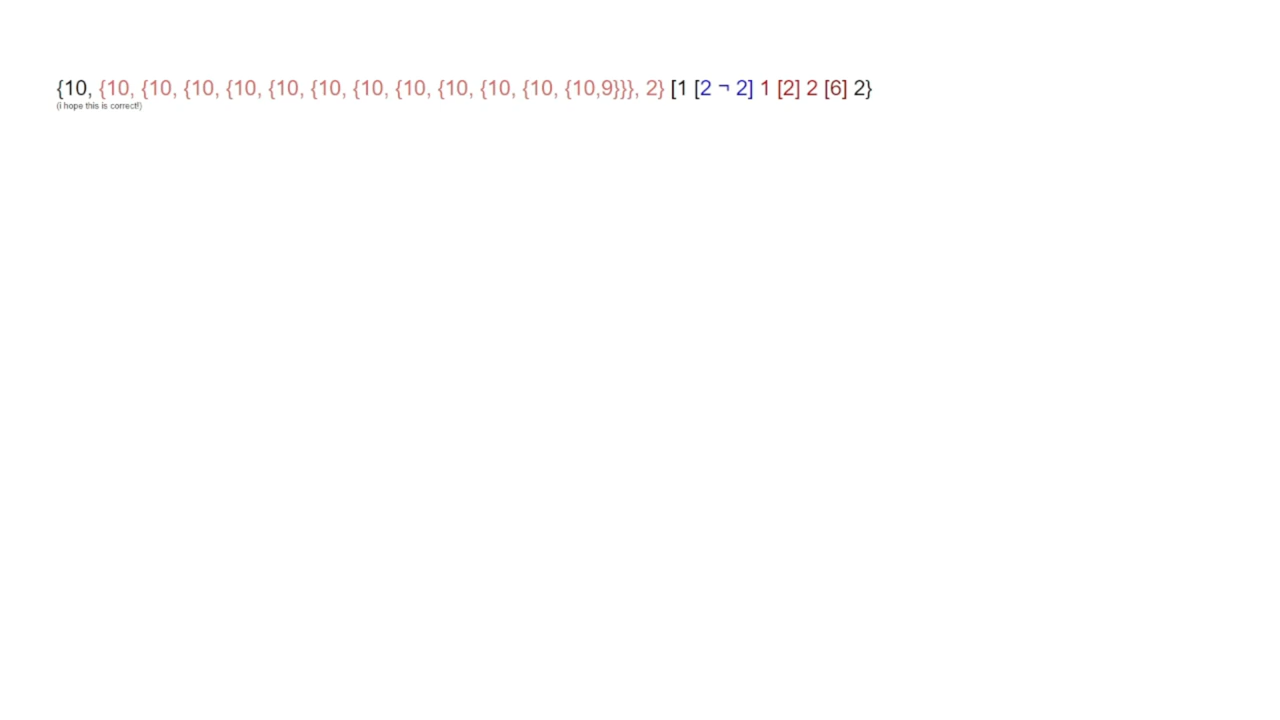 {10, {10, {10, {10, {10, {10, {10, {10, {10, {10, {10, {10, {10,9}}}, 2} [1 [2 ¬ 2] 1 [2] 2 [6] 2}
(i hope this is correct!)